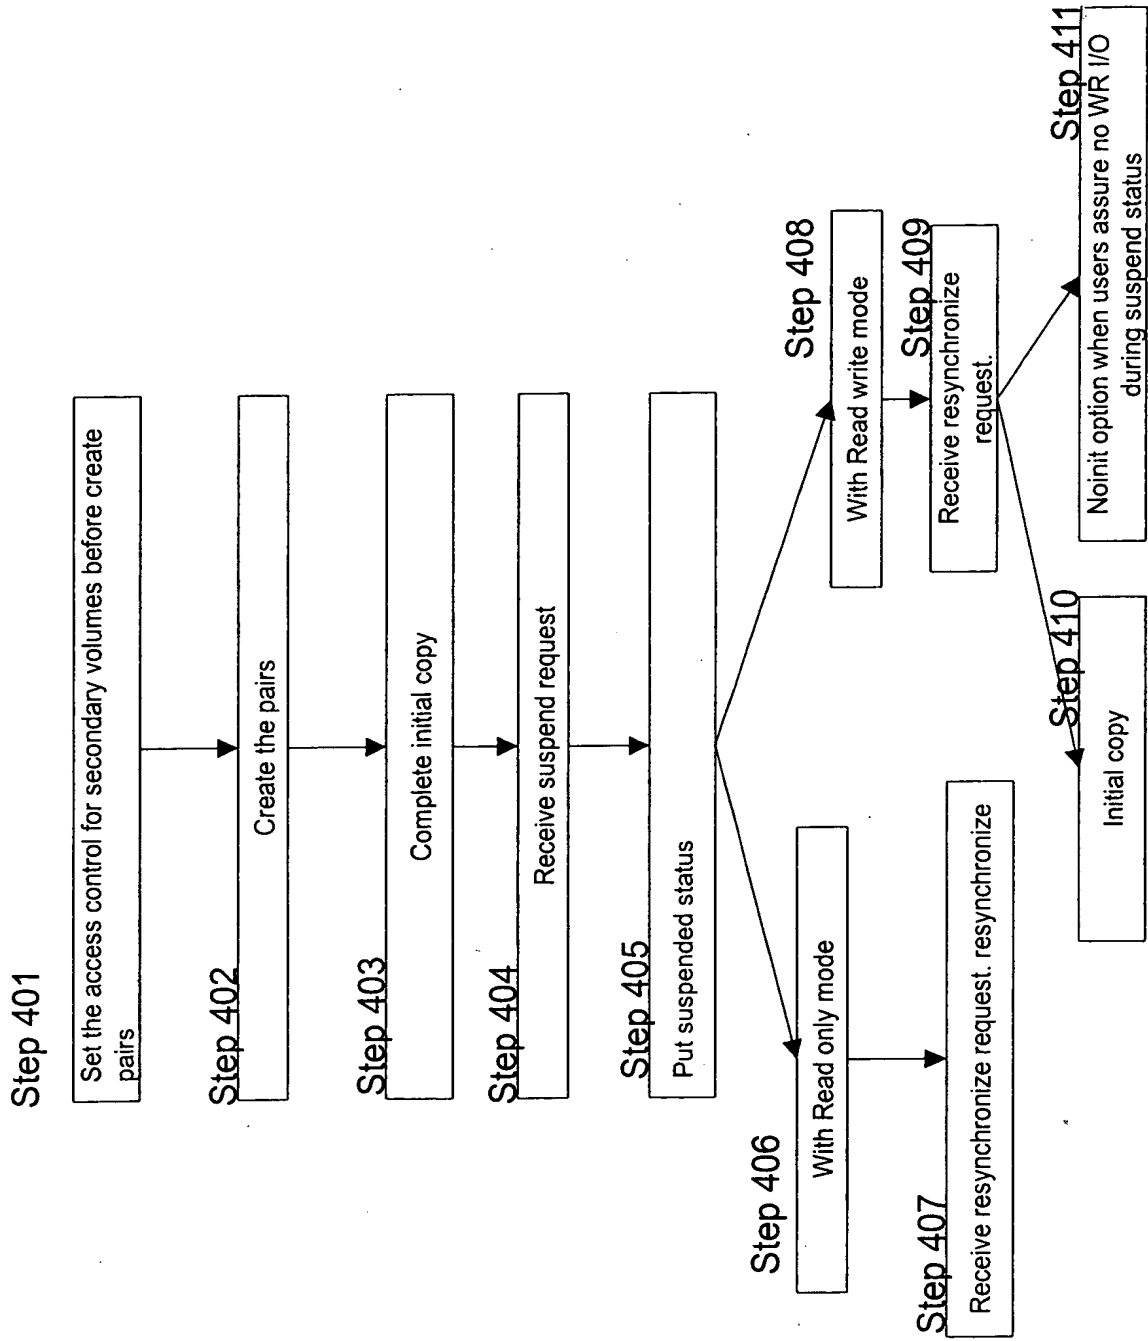 Step 401
Set the access control for secondary volumes before create
pairs
Step 402
Create the pairs
Step 403
Complete initial copy
Step 404
Receive suspend request
Step 405
Put suspended status
Step 406
With Read only mode
Step 407
Receive resynchronize request. resynchronize
Step 408
With Read write mode
Step 409
Receive resynchronize
request.
Step 410
Initial copy
Step 411
Noinit option when users assure no WR I/O
during suspend status